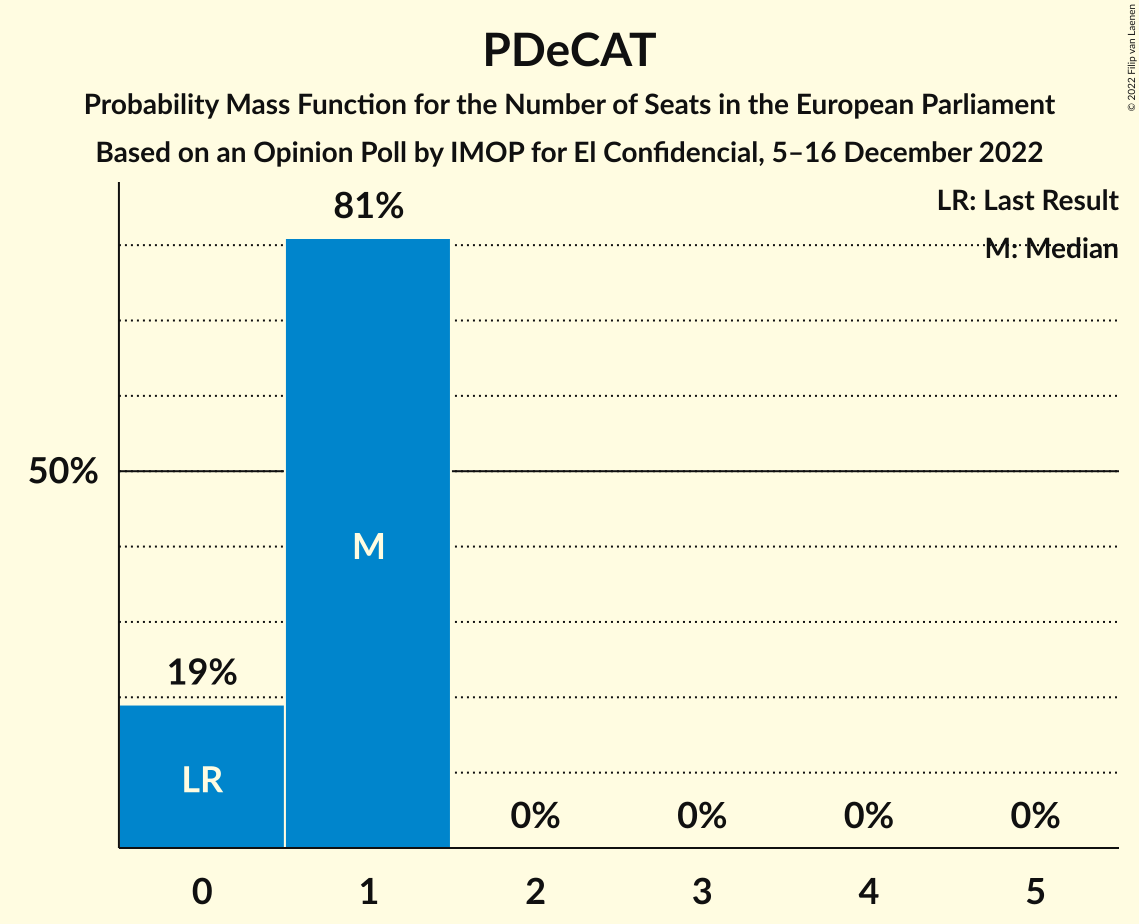 PDeCAT
Probability Mass Function for the Number of Seats in the European Parliament
Based on an Opinion Poll by IMOP for El Confidencial, 5–16 December 2022
© 2022 Filip van Laenen
LR: Last Result
M: Median
81%
50%
M
19%
LR
0% 0% 0% 0%
0 1 2 3 4 5